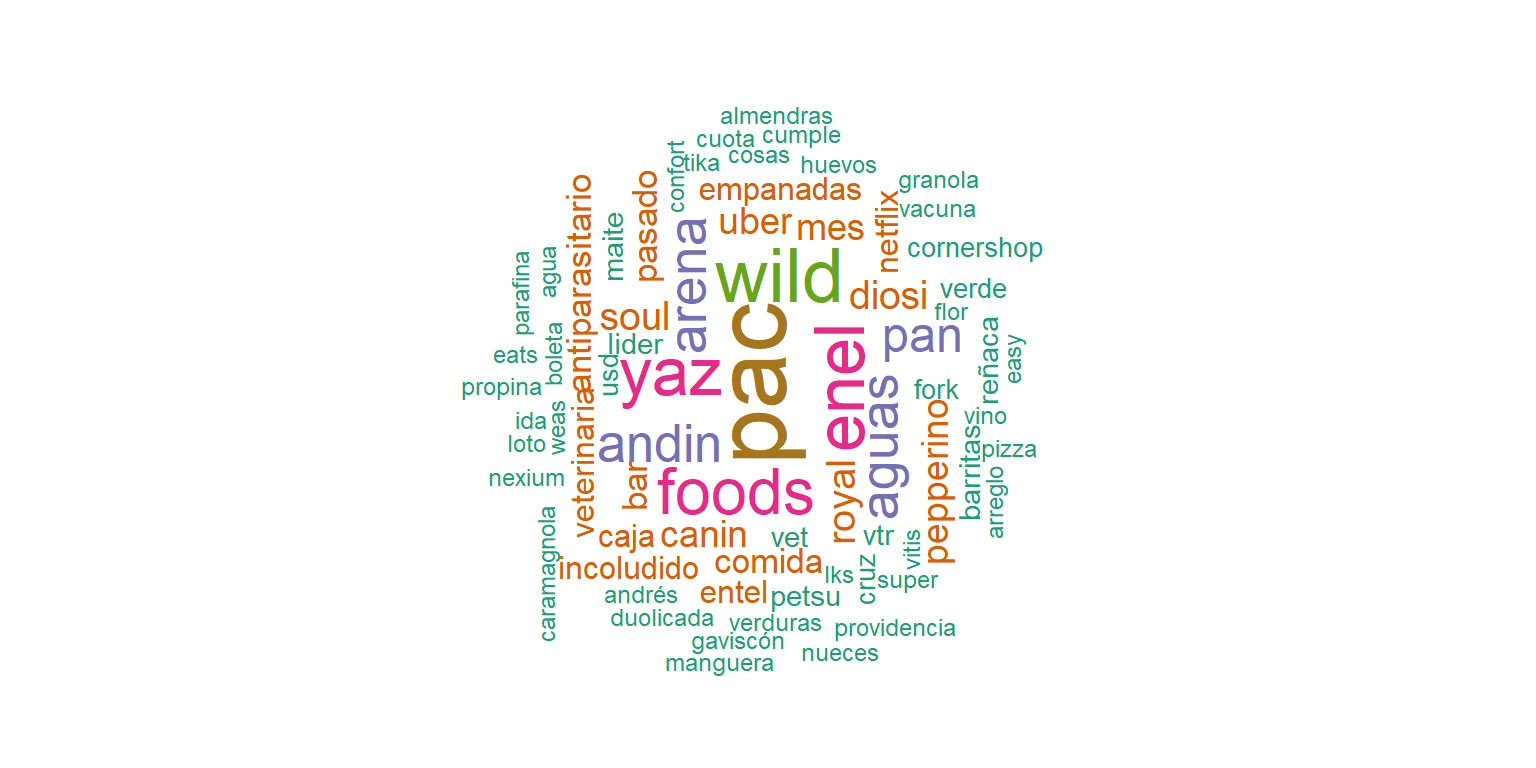 almendras
cuota
cumple
confort
tika
cosas
huevos
granola
antiparasitario
pasado
empanadas
netflix
vacuna
maite
arena
uber
mes
cornershop
parafina
agua
wild
diosi
verde
flor
soul
lider
pac
enel
pan
reñaca
easy
eats
boleta
usd
yaz
aguas
fork
propina
ida
weas
veterinaria
andin
pepperino
vino
loto
bar
foods
royal
barritas
pizza
nexium
arreglo
caramagnola
caja
canin
vet
vtr
vitis
incoludido
comida
lks
cruz
super
andrés
entel
petsu
duolicada
verduras
providencia
gaviscón
nueces
manguera